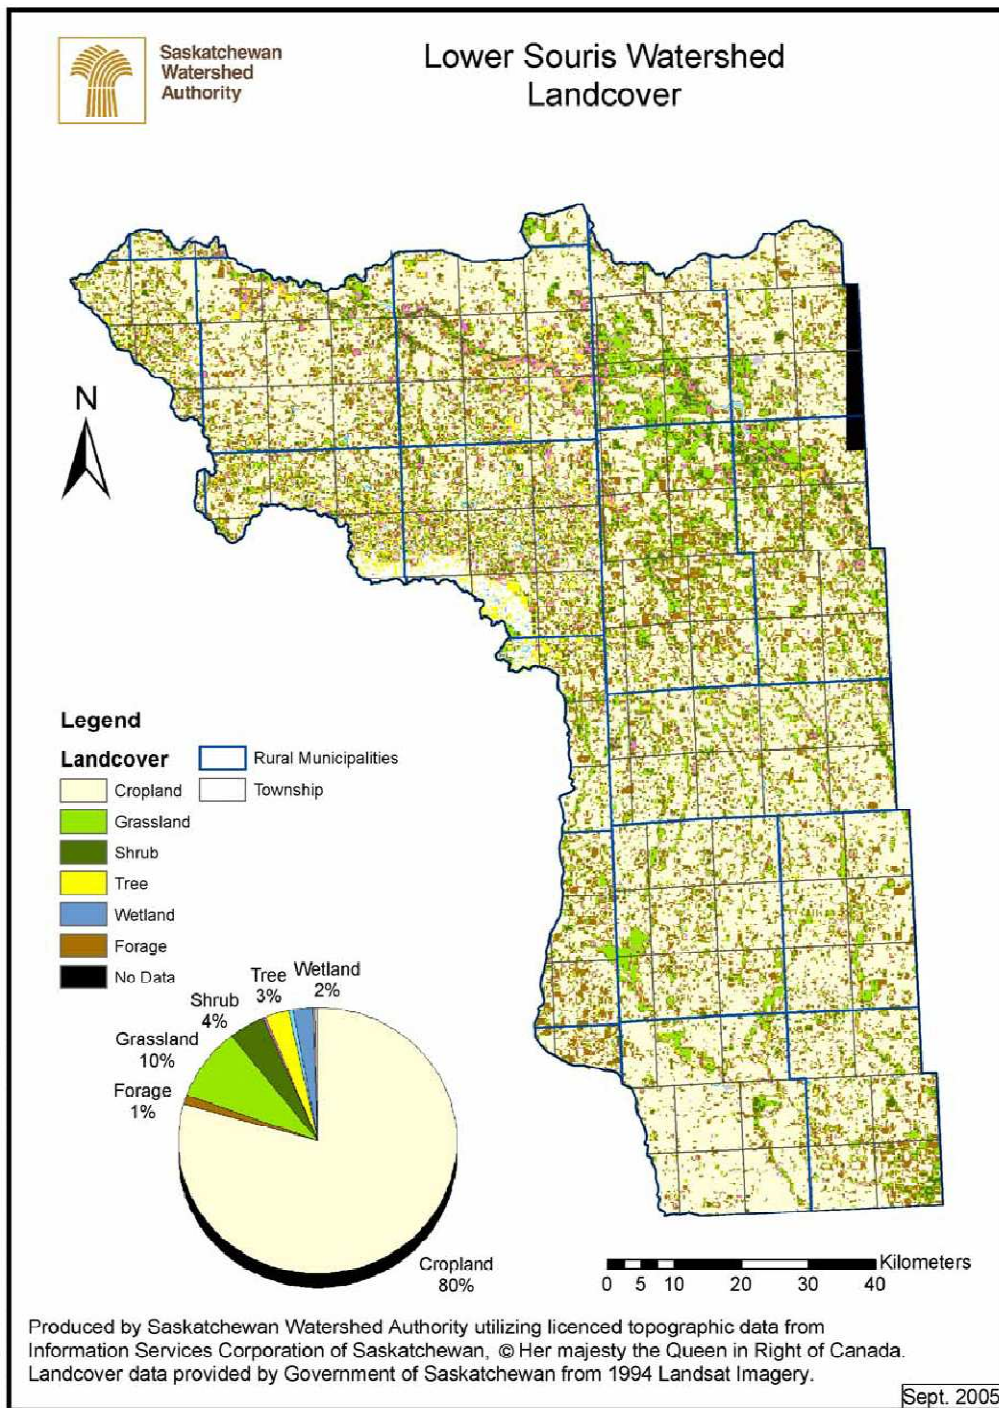 Saskatchewan
Watershed
Authority
Lower Souris Watershed
Landcover
N
Legend
Landcover
Cropland
Grassland
Shrub
Tree
Wetland
Forage
No Data
Rural Municipalities
Township
Tree
3%
Wetland
2%
Shrub
4%
Grassland
10%
Forage
1%
Cropland
80%
Kilometers
0 5 10 20 30 40
Produced by Saskatchewan Watershed Authority utilizing licenced topographic data from
Information Services Corporation of Saskatchewan, © Her majesty the Queen in Right of Canada.
Landcover data provided by Government of Saskatchewan from 1994 Landsat Imagery.
Sept. 2005